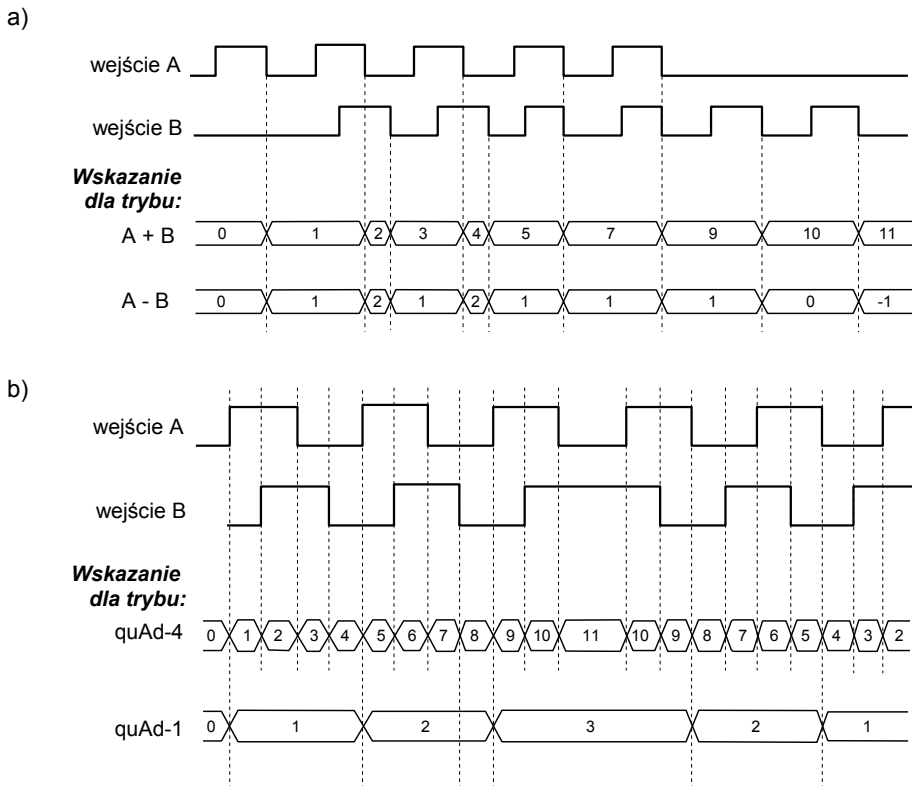 a)
wejście A
wejście B
Wskazanie
dla trybu:
A + B 0 1 2 3 4 5 7 9 10 11
A - B 0 1 2 1 2 1 1 1 0 -1
b)
wejście A
wejście B
Wskazanie
dla trybu:
quAd-4 0 1 2 3 4 5 6 7 8 9 10 11 10 9 8 7 6 5 4 3 2
quAd-1 0 1 2 3 2 1